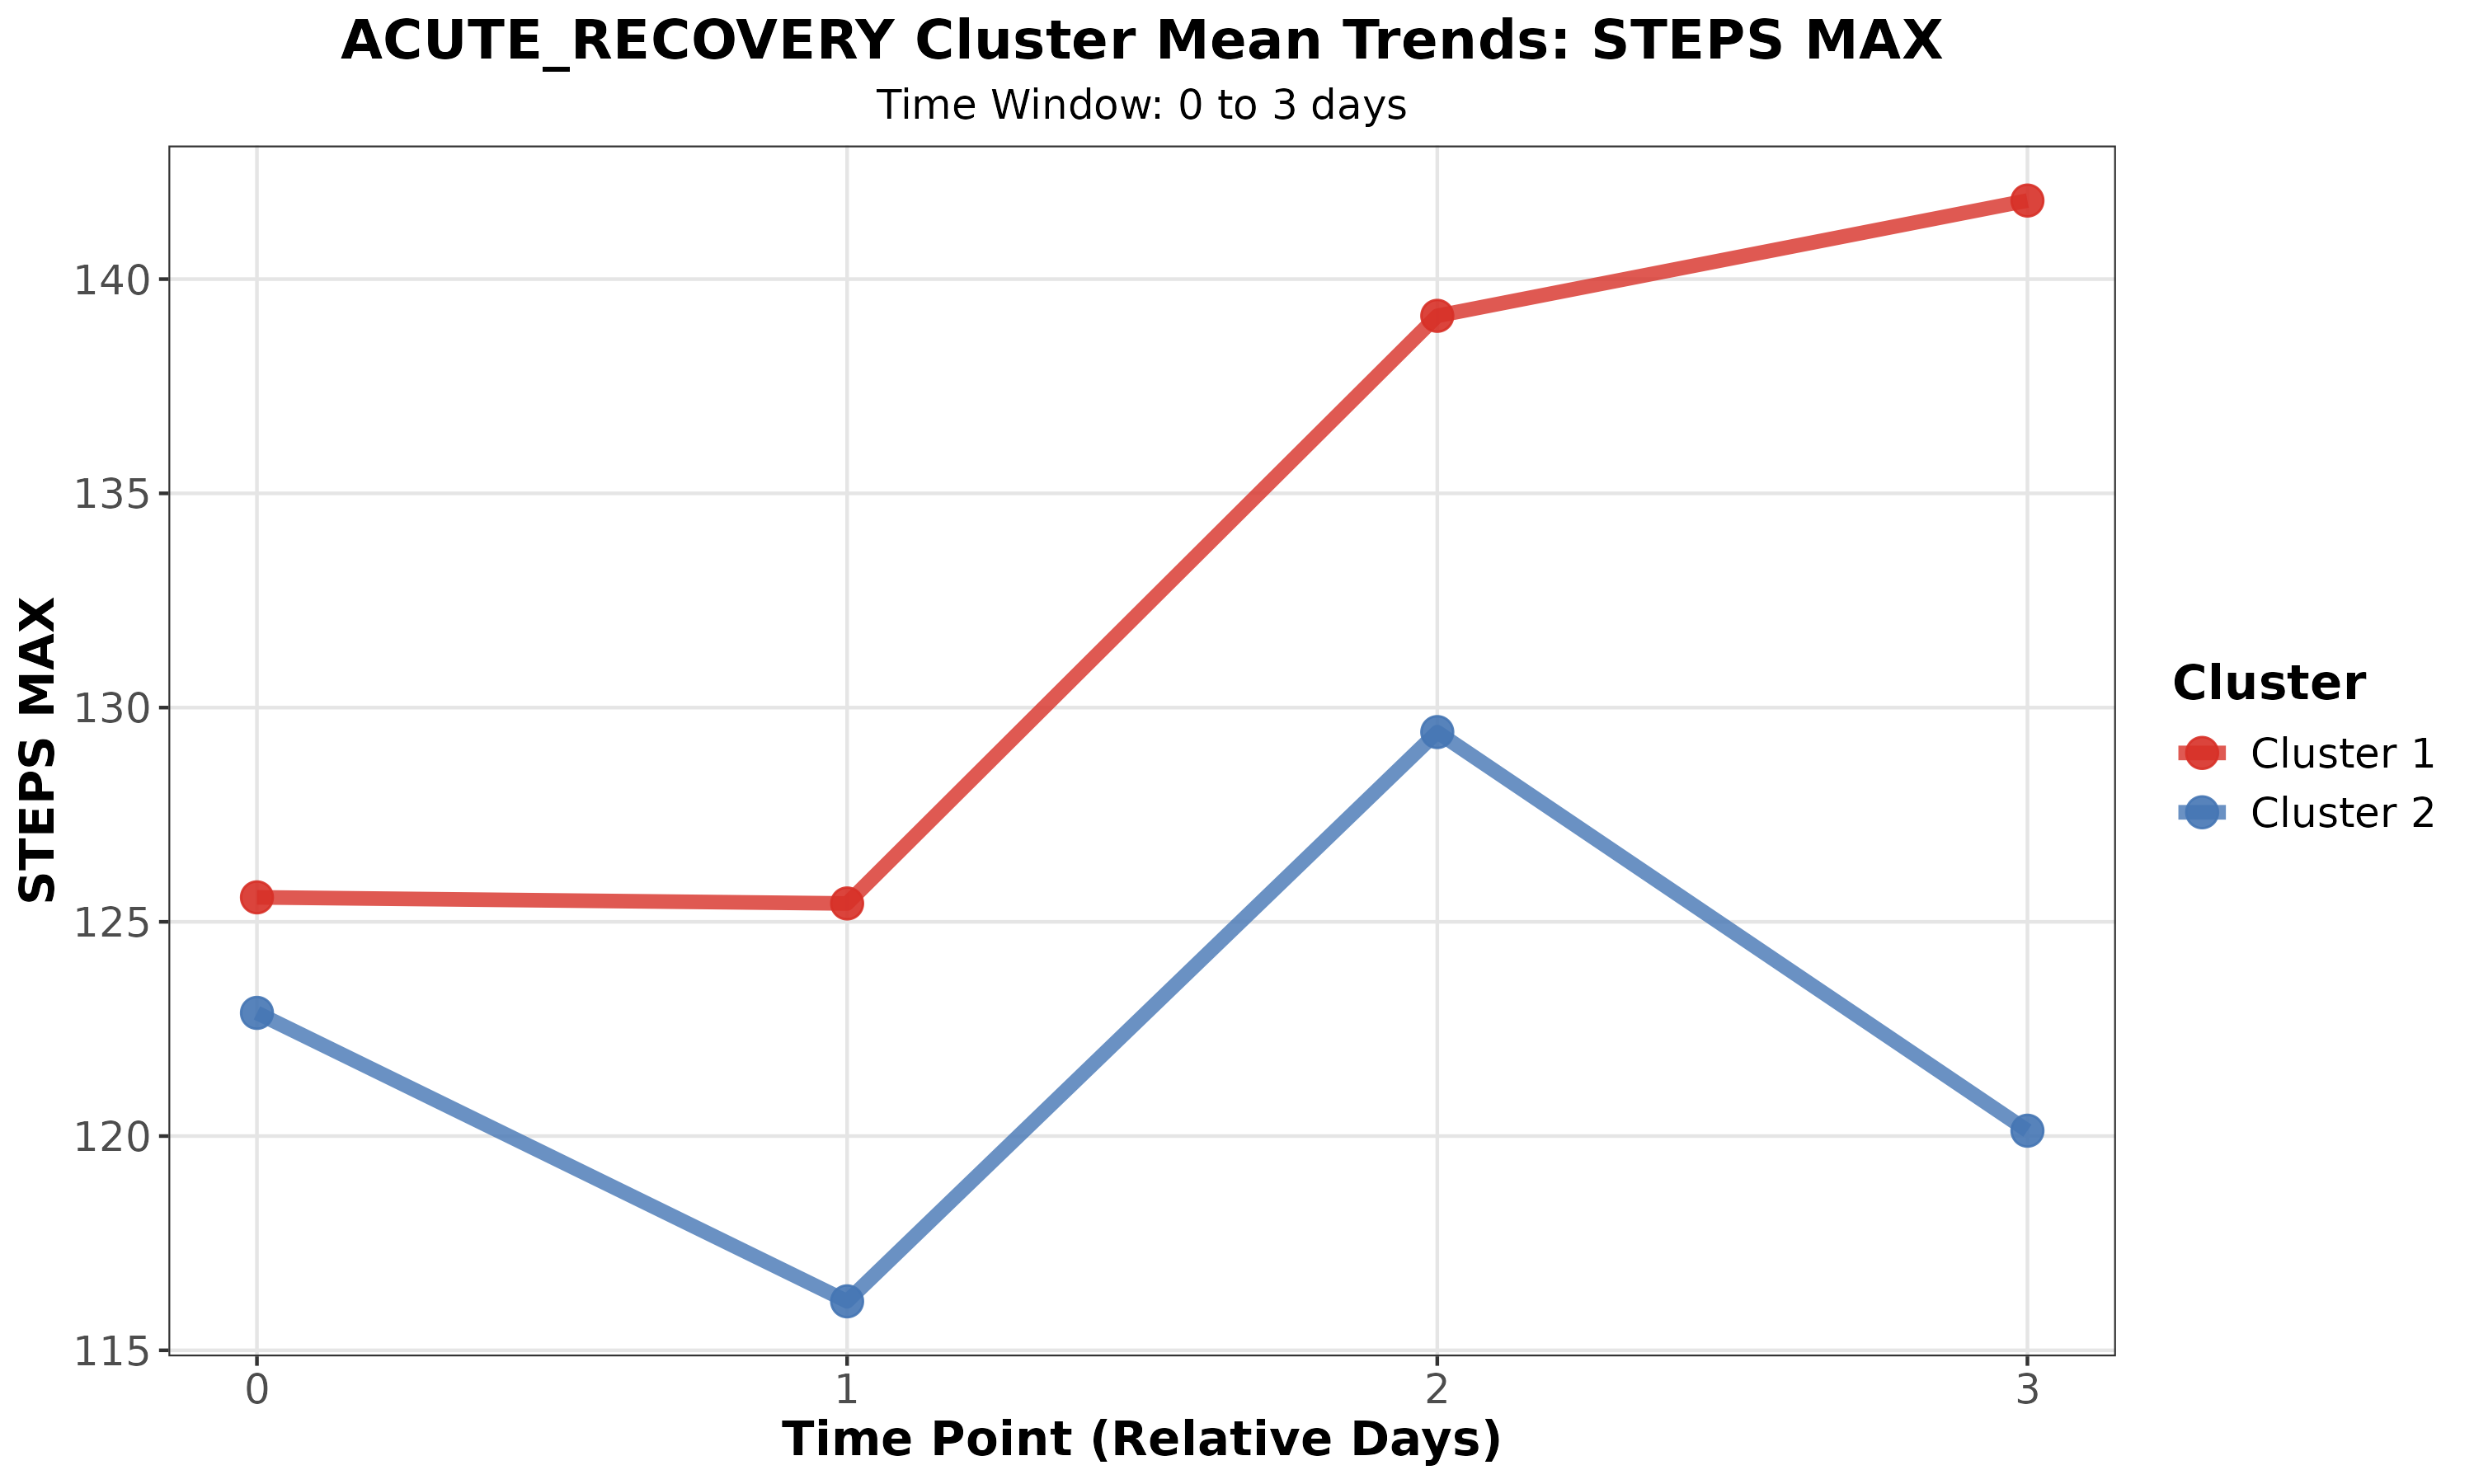 ACUTE_RECOVERY Cluster Mean Trends: STEPS MAX
Time Window: 0 to 3 days
STEPS MAX
140
135
130
125
120
115
0 1 2 3
Time Point (Relative Days)
Cluster
Cluster 1
Cluster 2